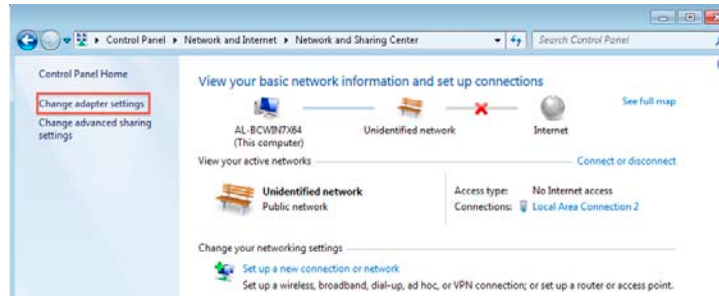 Control Panel ▸ Network and Internet ▸ Network and Sharing Center
Search Control Panel
Control Panel Home
Change adapter settings
Change advanced sharing
settings
View your basic network information and set up connections
See full map
AL-BCWIN7X64
(This computer)
Unidentified network
Internet
View your active networks
Connect or disconnect
Unidentified network
Public network
Access type: No Internet access
Connections: Local Area Connection 2
Change your networking settings
Set up a new connection or network
Set up a wireless, broadband, dial-up, ad hoc, or VPN connection; or set up a router or access point.